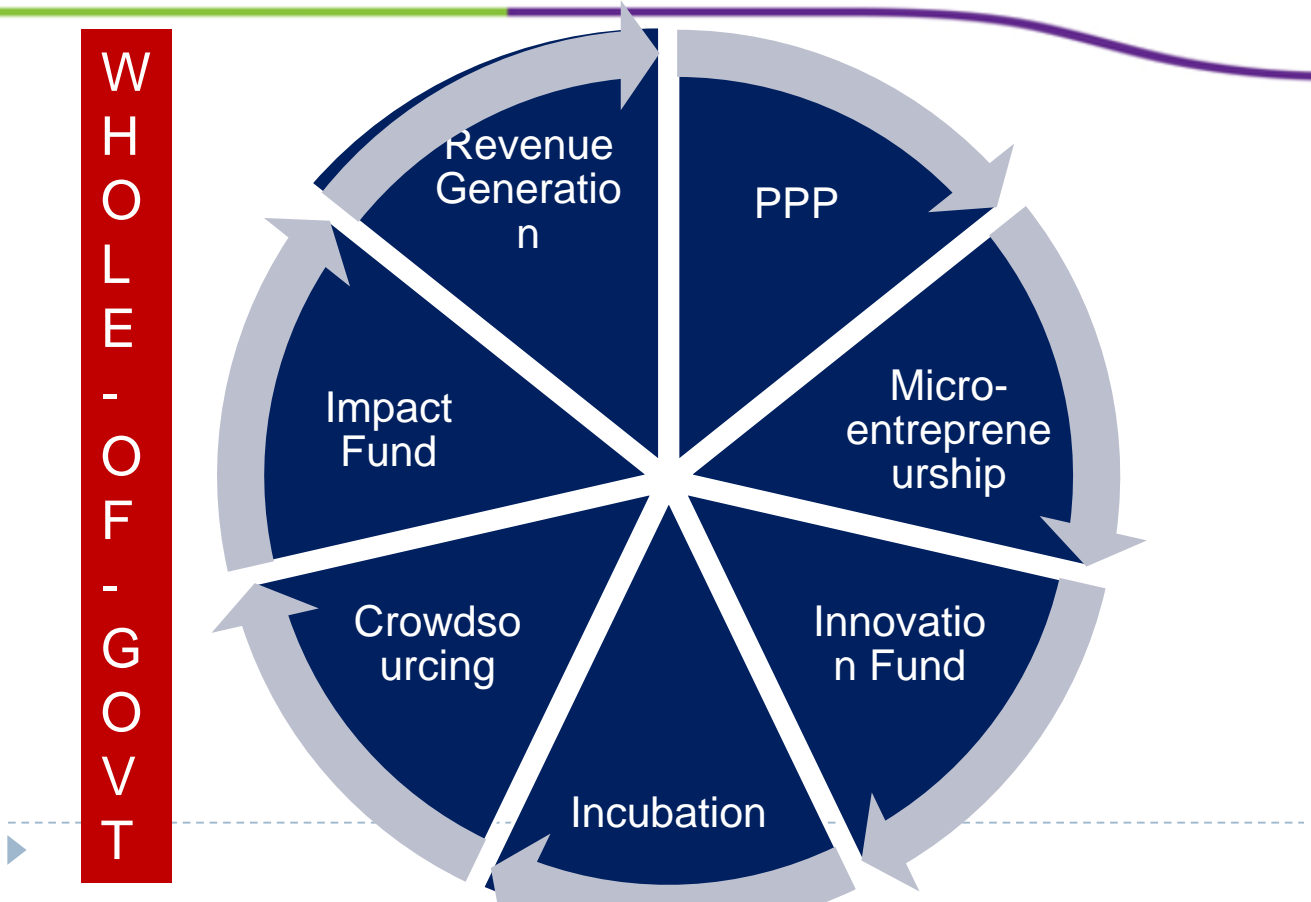 W
H
O
L
E
-
O
F
-
G
O
V
T
Revenue
Generatio
n
PPP
Micro-
entreprene
urship
Innovatio
n Fund
Incubation
Crowdso
urcing
Impact
Fund